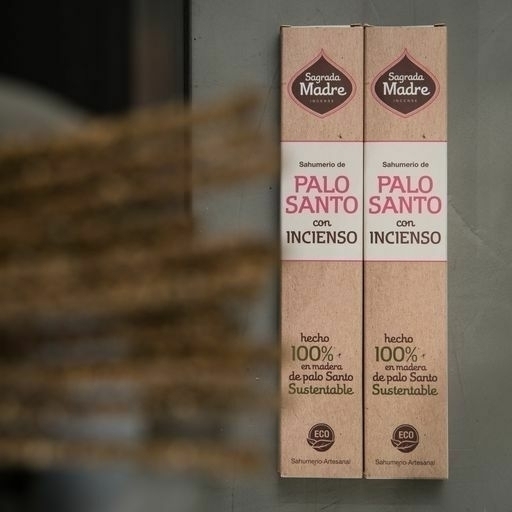 Sagrada
Madre
INCENSE
Sahumerio de
PALO
SANTO
con
INCIENSO
hecho
100%
en madera
de palo Santo
Sustentable
ECO
Sahumerio Artesanal
Sagrada
Madre
INCENSE
Sahumerio de
PALO
SANTO
con
INCIENSO
hecho
100%
en madera
de palo Santo
Sustentable
ECO
Sahumerio Artesanal